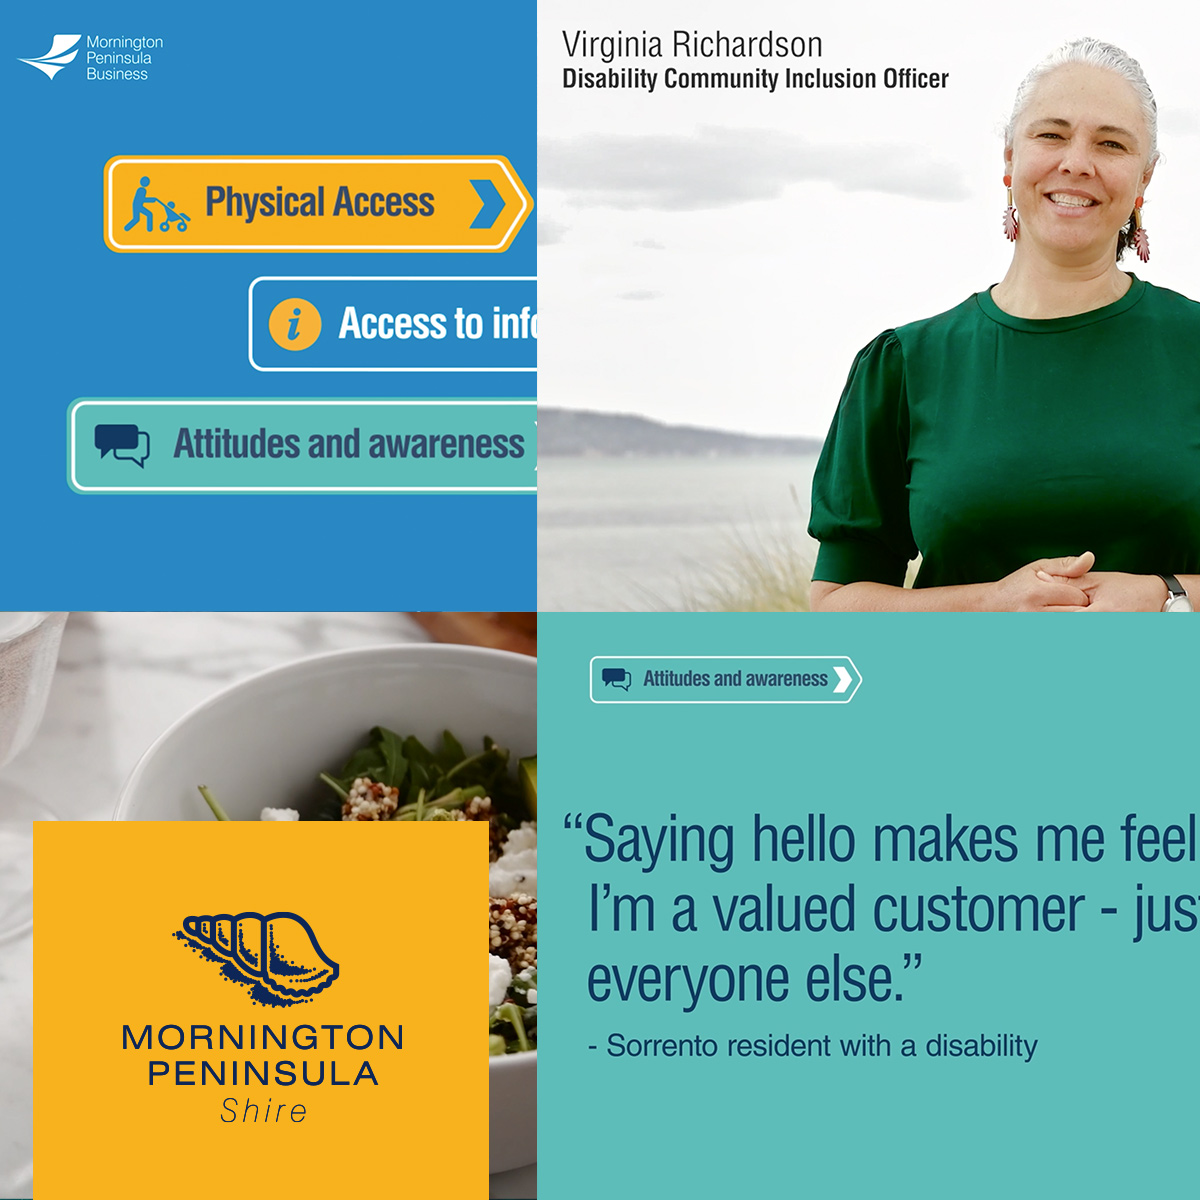 Mornington
Peninsula
Business
Physical Access
Access to info
Attitudes and awareness
Virginia Richardson
Disability Community Inclusion Officer
MORNINGTON
PENINSULA
Shire
Attitudes and awareness
“Saying hello makes me feel
I’m a valued customer - jus
everyone else.”
- Sorrento resident with a disability